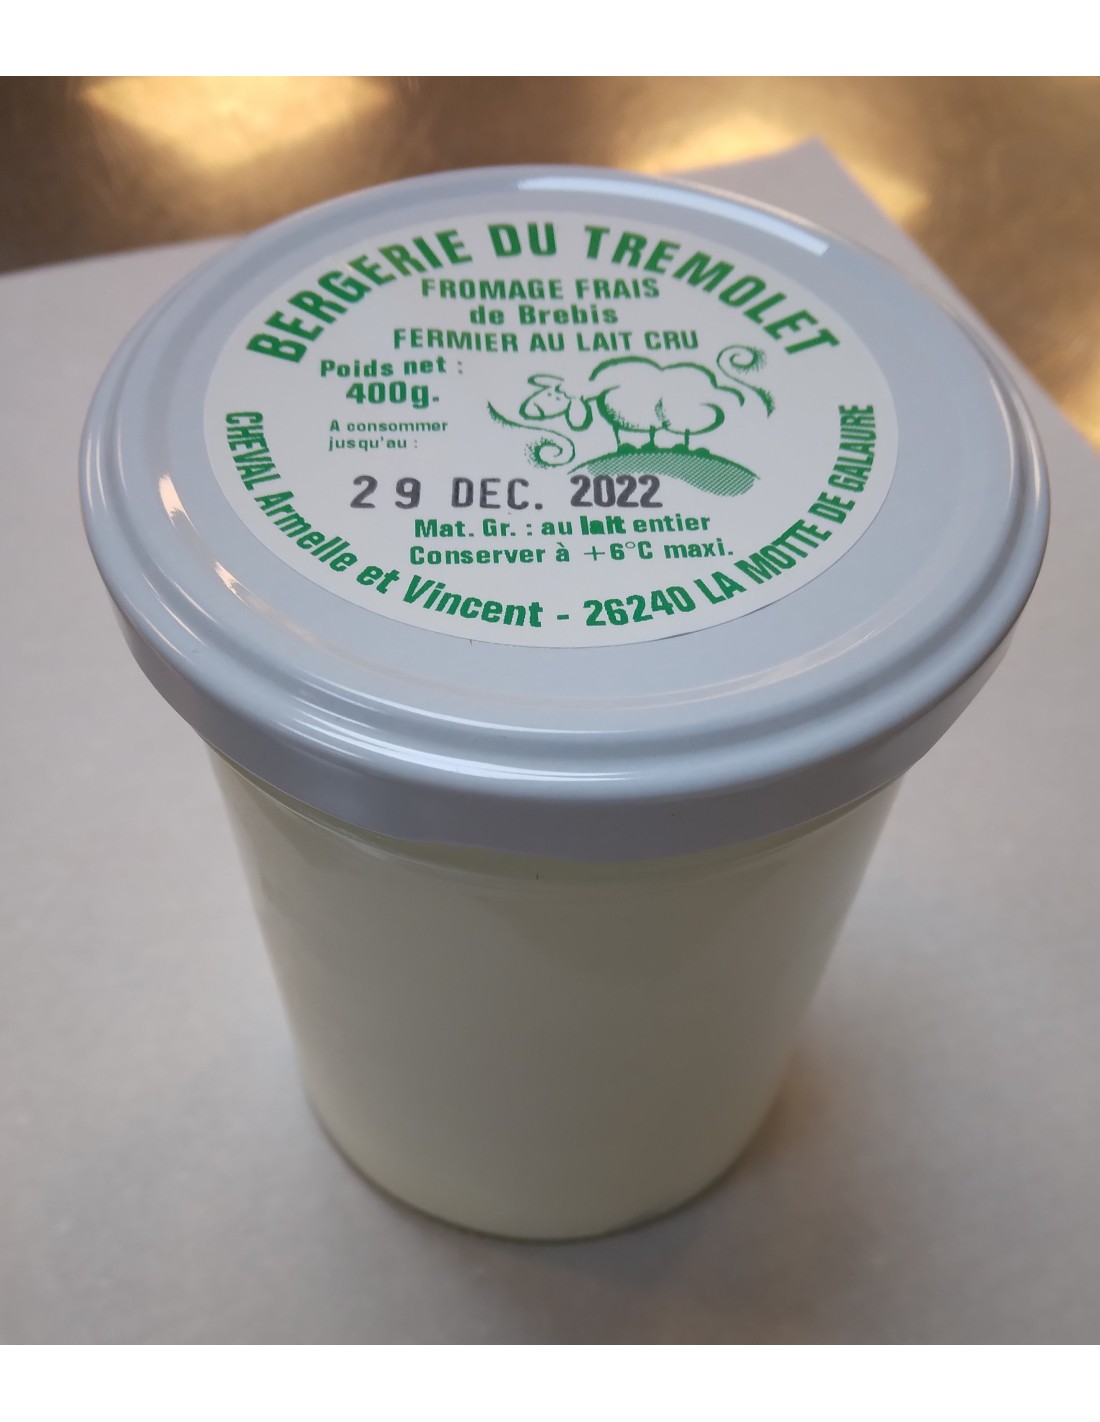 BERGERIE DU TREMOLET
FROMAGE FRAIS
de Brebis
FERMIER AU LAIT CRU
Poids net :
400g.
A consommer
jusqu'au :
29 DEC. 2022
Mat. Gr. : au lait entier
Conserver à +6°C maxi.
CHEVAL Armelle et Vincent - 26240 LA MOTTE DE GALAURE